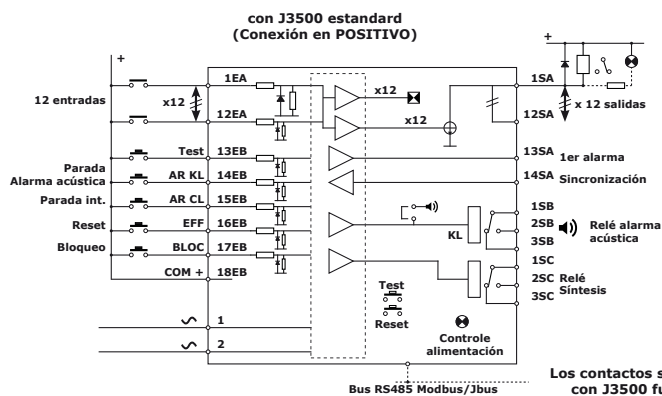 con J3500 estandard
(Conexión en POSITIVO)
+
+
12 entradas
x12
1EA
12EA
x12
x12
1SA
12SA
x 12 salidas
Test
13EB
13SA
1er alarma
Parada
Alarma acústica
AR KL
14EB
14SA
Sincronización
Parada int.
AR CL
15EB
Reset
EFF
16EB
Bloqueo
BLOC
17EB
COM +
18EB
KL
1SB
2SB
3SB
Relé alarma
acústica
1SC
2SC
3SC
Relé
Síntesis
Test
Reset
Controle
alimentación
1
2
Bus RS485 Modbus/Jbus
Los contactos s
con J3500 fu